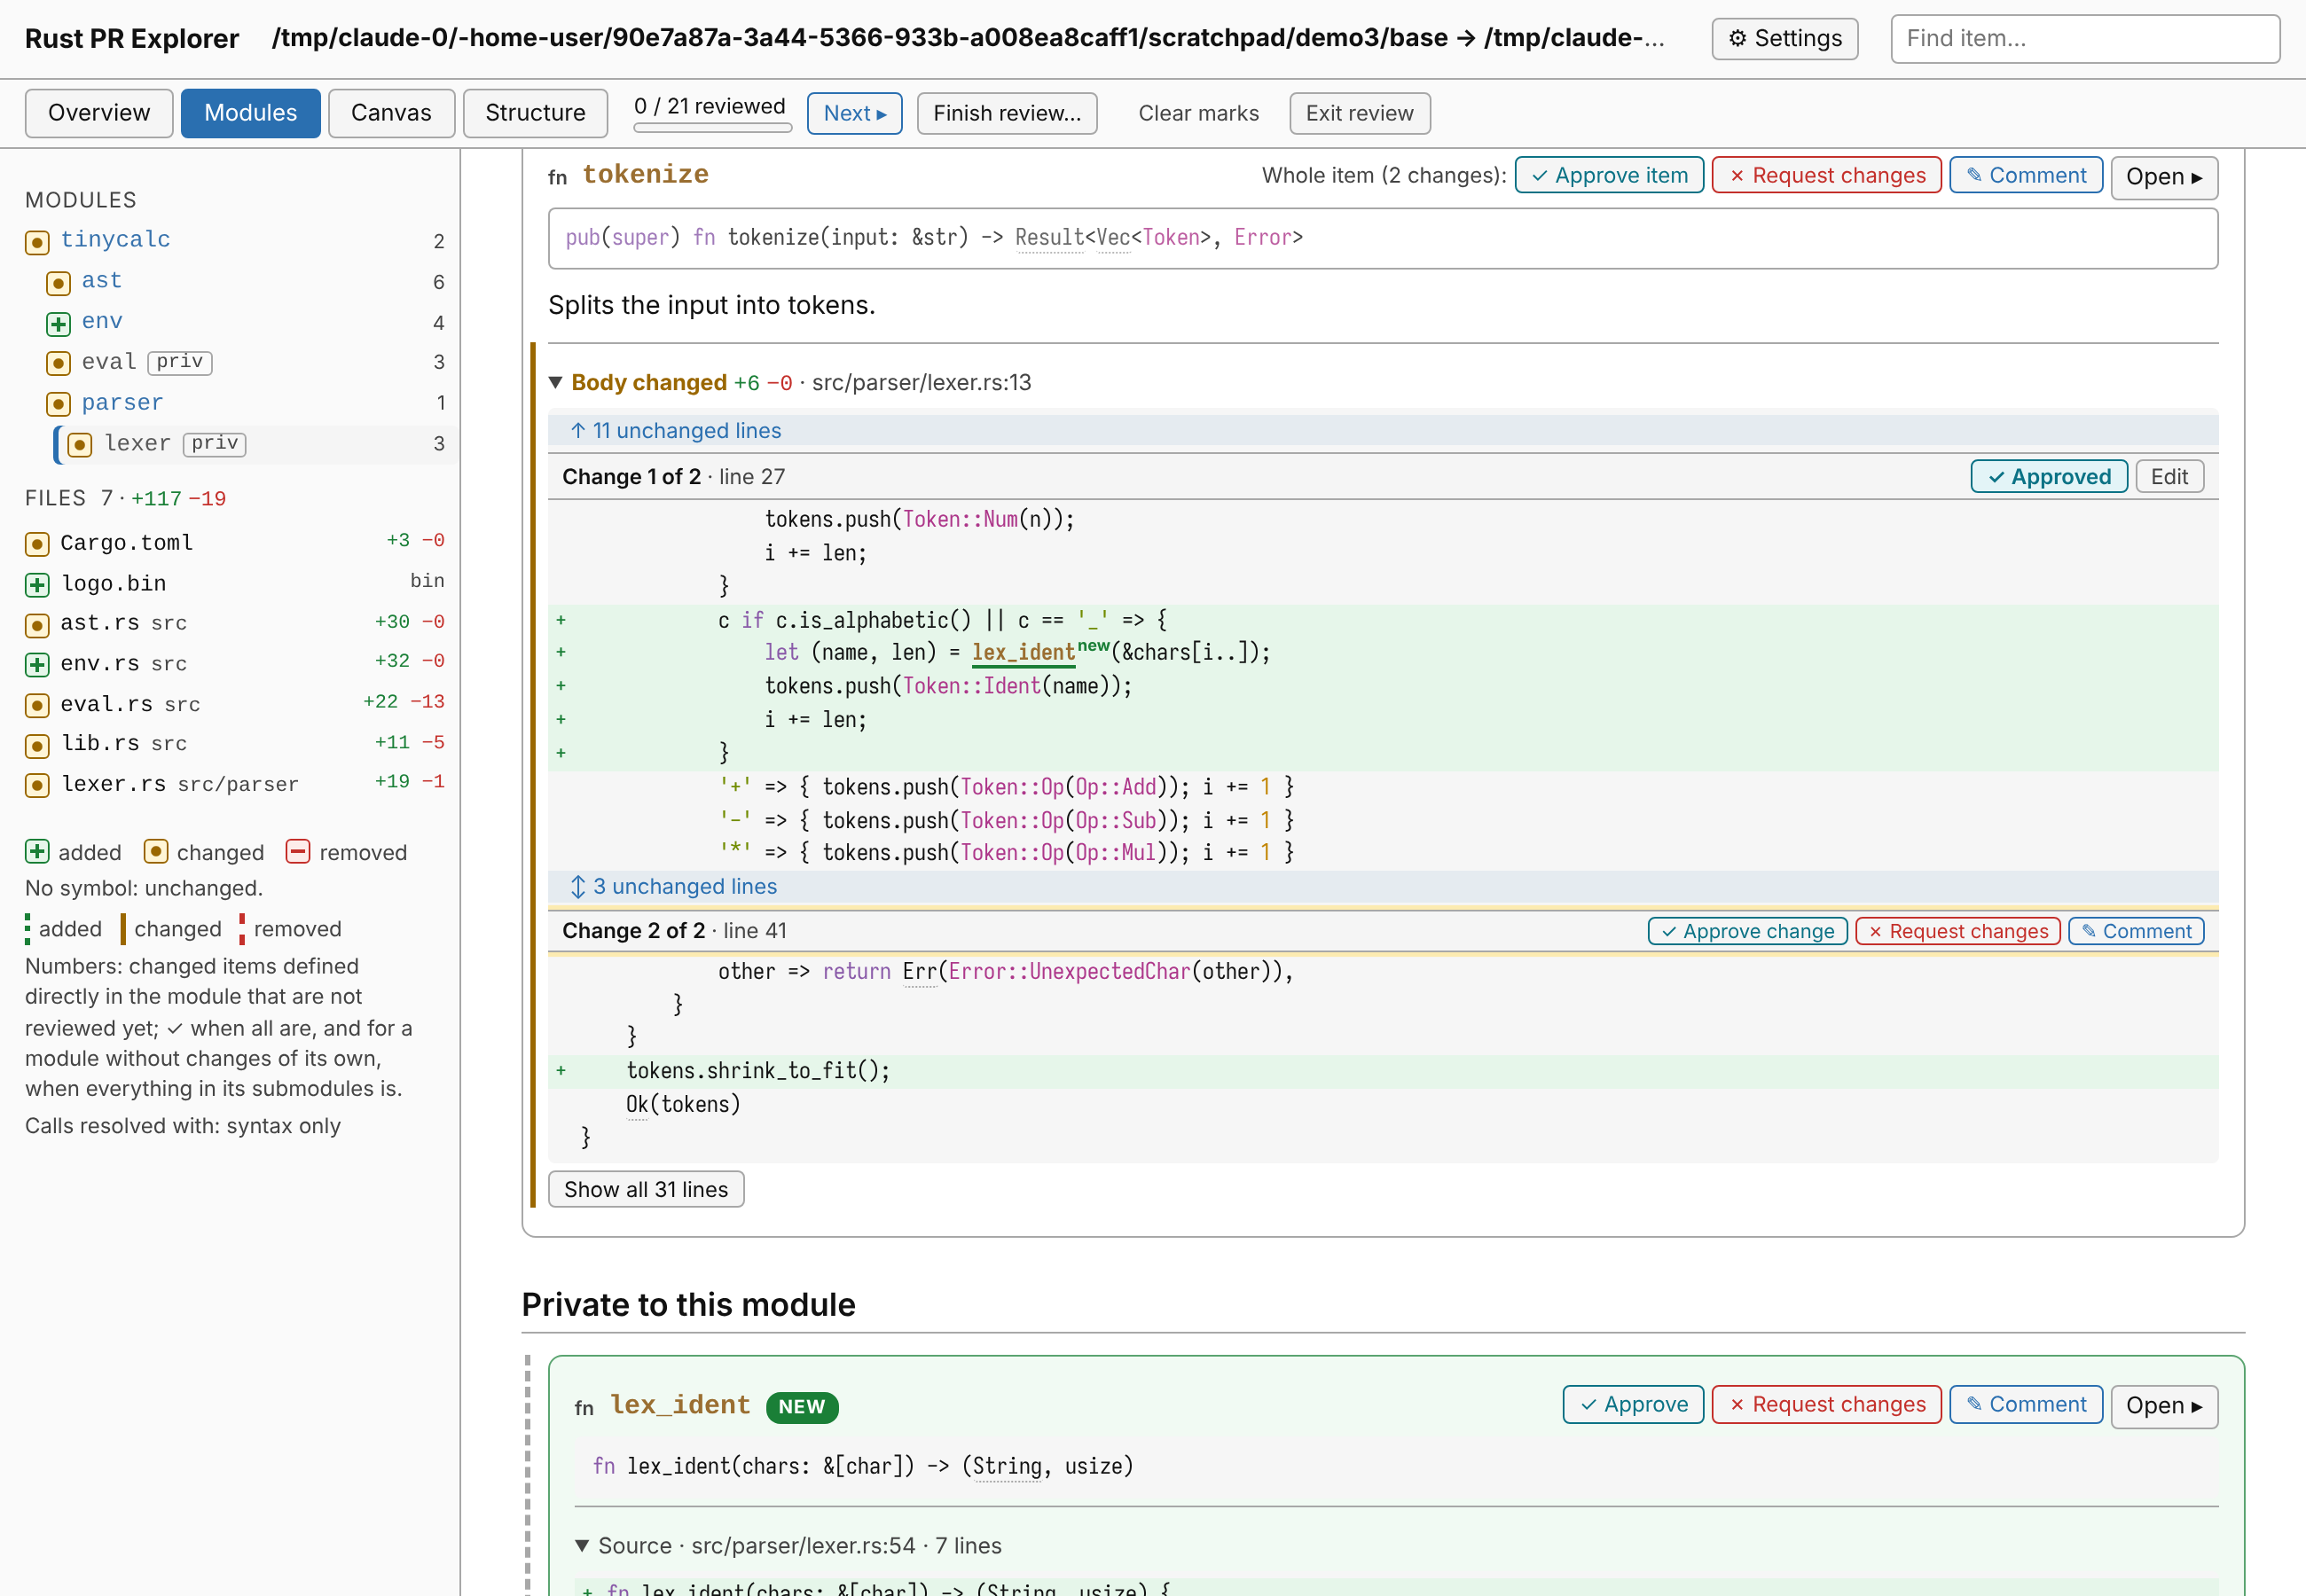 Rust PR Explorer /tmp/claude-0/-home-user/90e7a87a-3a44-5366-933b-a008ea8caff1/scratchpad/demo3/base → /tmp/claude-… ⚙ Settings Find item…
Overview Modules Canvas Structure 0 / 21 reviewed Next ▸ Finish review… Clear marks Exit review
MODULES
tinycalc 2
ast 6
env 4
eval priv 3
parser 1
lexer priv 3
FILES 7 · +117 −19
Cargo.toml +3 −0
logo.bin bin
ast.rs src +30 −0
env.rs src +32 −0
eval.rs src +22 −13
lib.rs src +11 −5
lexer.rs src/parser +19 −1
added changed removed
No symbol: unchanged.
added changed removed
Numbers: changed items defined
directly in the module that are not
reviewed yet; ✓ when all are, and for a
module without changes of its own,
when everything in its submodules is.
Calls resolved with: syntax only
fn tokenize Whole item (2 changes): ✓ Approve item × Request changes ✎ Comment Open ▸
pub(super) fn tokenize(input: &str) -> Result<Vec<Token>, Error>
Splits the input into tokens.
▼ Body changed +6 −0 · src/parser/lexer.rs:13
↑ 11 unchanged lines
Change 1 of 2 · line 27 ✓ Approved Edit
tokens.push(Token::Num(n));
i += len;
}
+ c if c.is_alphabetic() || c == '_' => {
+ let (name, len) = lex_ident new(&chars[i..]);
+ tokens.push(Token::Ident(name));
+ i += len;
+ }
'+' => { tokens.push(Token::Op(Op::Add)); i += 1 }
'-' => { tokens.push(Token::Op(Op::Sub)); i += 1 }
'*' => { tokens.push(Token::Op(Op::Mul)); i += 1 }
↕ 3 unchanged lines
Change 2 of 2 · line 41 ✓ Approve change × Request changes ✎ Comment
other => return Err(Error::UnexpectedChar(other)),
}
}
+ tokens.shrink_to_fit();
Ok(tokens)
}
Show all 31 lines
Private to this module
fn lex_ident NEW ✓ Approve × Request changes ✎ Comment Open ▸
fn lex_ident(chars: &[char]) -> (String, usize)
▼ Source · src/parser/lexer.rs:54 · 7 lines
+ fn lex_ident(chars: &[char]) -> (String, usize) {